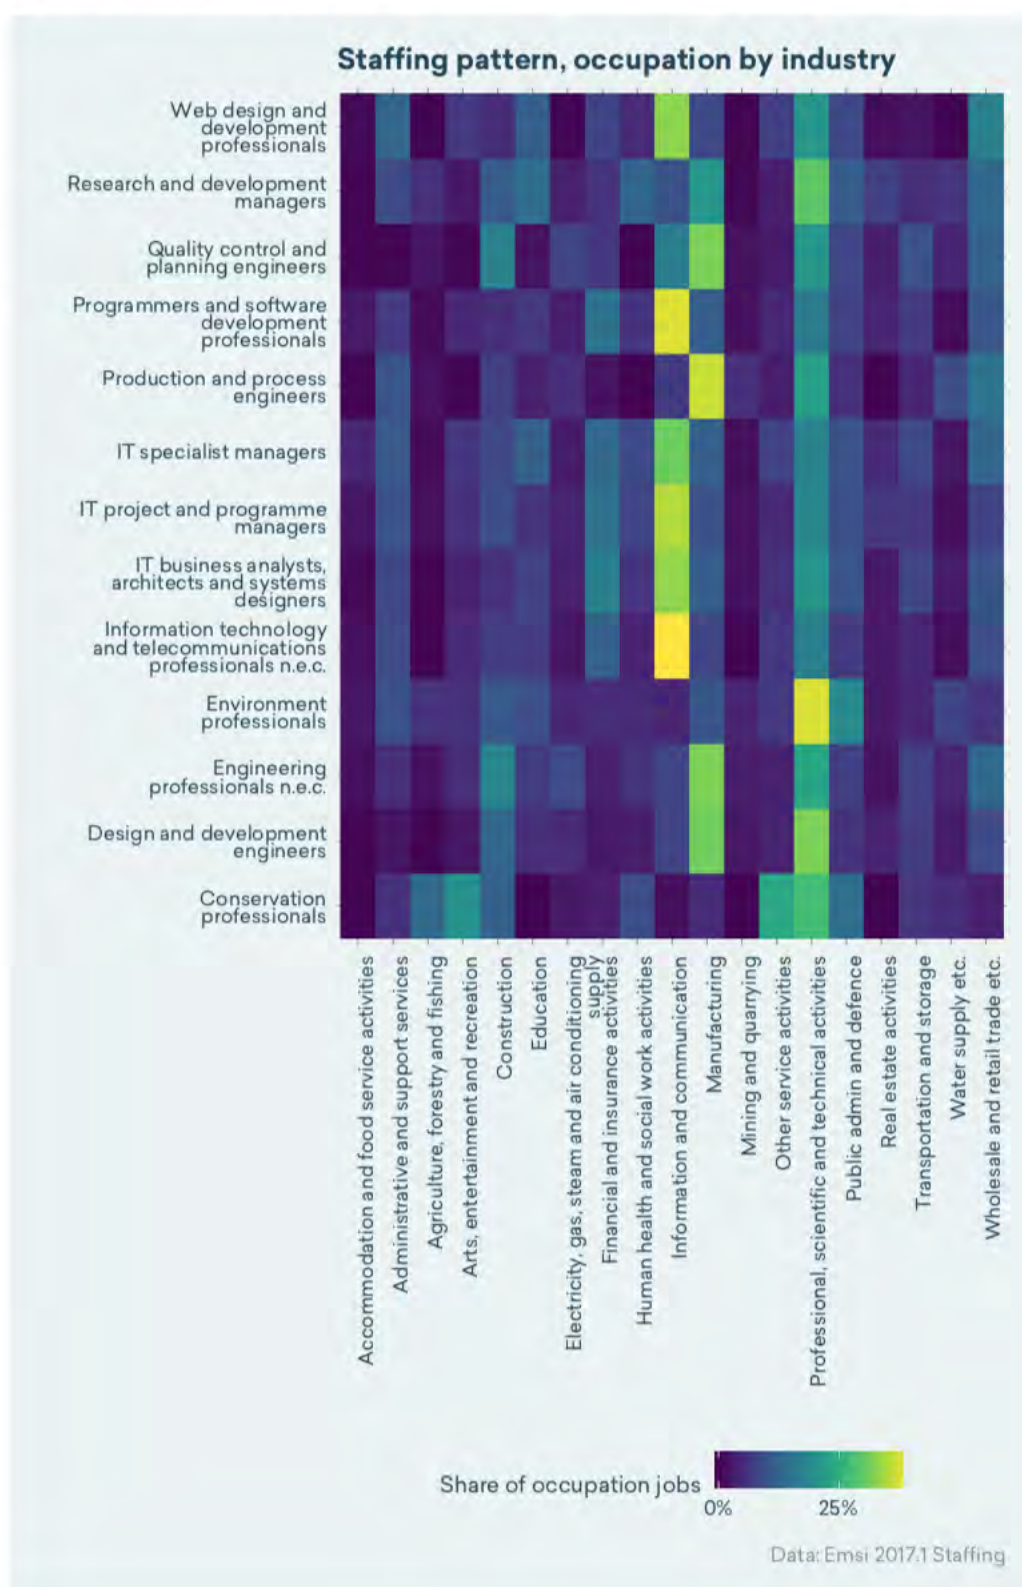 Staffing pattern, occupation by industry
Web design and
development
professionals
Research and development
managers
Quality control and
planning engineers
Programmers and software
development
professionals
Production and process
engineers
IT specialist managers
IT project and programme
managers
IT business analysts,
architects and systems
designers
Information technology
and telecommunications
professionals n.e.c.
Environment
professionals
Engineering
professionals n.e.c.
Design and development
engineers
Conservation
professionals
Accommodation and food service activities
Administrative and support services
Agriculture, forestry and fishing
Arts, entertainment and recreation
Construction
Education
Electricity, gas, steam and air conditioning
supply
Financial and insurance activities
Human health and social work activities
Information and communication
Manufacturing
Mining and quarrying
Other service activities
Professional, scientific and technical activities
Public admin and defence
Real estate activities
Transportation and storage
Water supply etc.
Wholesale and retail trade etc.
Share of occupation jobs
0% 25%
Data: Emsi 2017.1 Staffing